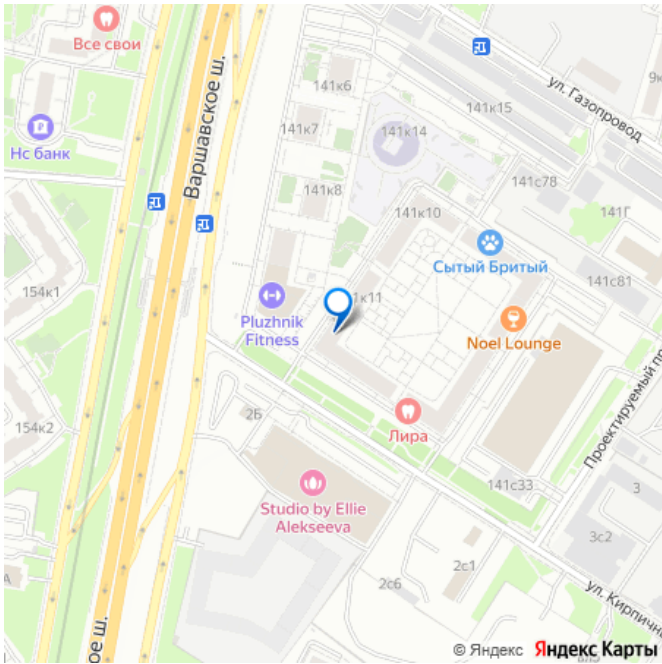 Все свои
Нс банк
Варшавское ш.
141к6
141к7
141к14
141к15
ул. Газопровод
9к
141к8
141к10
141с78
141Г
Сытый Бритый
141с81
154к1
Pluzhnik
Fitness
41к11
Noel Lounge
Проектируемый пр
154к2
2Б
Лира
Studio by Ellie
Alekseeva
141с33
3
3с2
2с1
2с6
ул. Кирпичн
ое ш.
© Яндекс Яндекс Карты